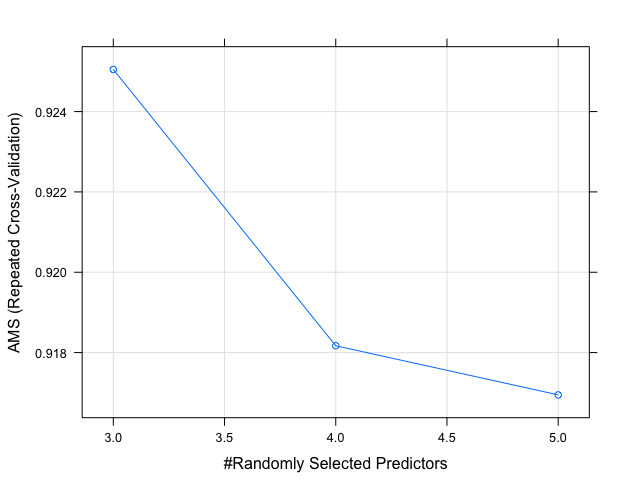 AMS (Repeated Cross-Validation)
0.924
0.922
0.920
0.918
3.0 3.5 4.0 4.5 5.0
#Randomly Selected Predictors